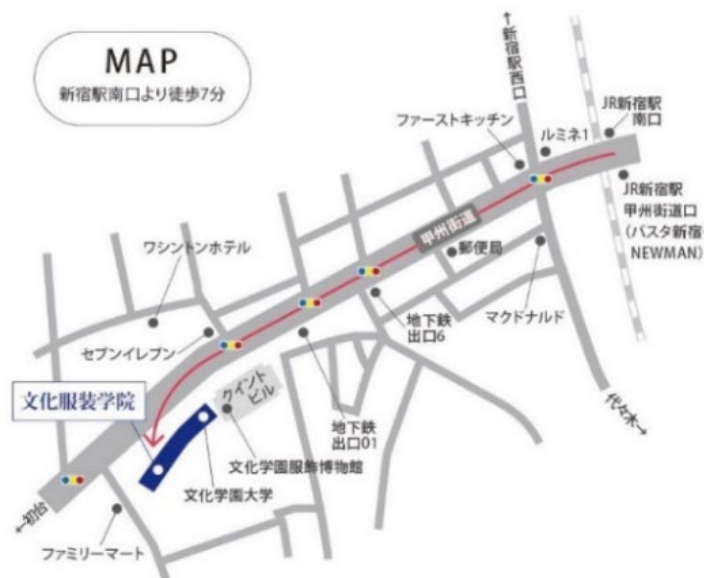 MAP
新宿駅南口より徒歩7分
←新宿駅西口
JR新宿駅
南口
ルミネ1
ファーストキッチン
JR新宿駅
甲州街道口
(バスタ新宿・
NEWMAN)
甲州街道
郵便局
マクドナルド
ワシントンホテル
地下鉄
出口6
セブンイレブン
クイント
ビル
地下鉄
出口01
代々木→
文化服装学院
文化学園服飾博物館
文化学園大学
←初台
ファミリーマート